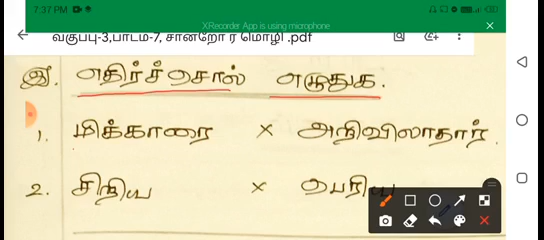 7:37 PM
XRecorder App is using microphone
வகுப்பு-3,பாடம்-7, சான்றோ ர் மொழி .pdf
இ. எதிர்ச்சொல் எழுதுக.
1. மிக்காரை × அறிவிலாதார்.
2. சிறிய × பெரிய